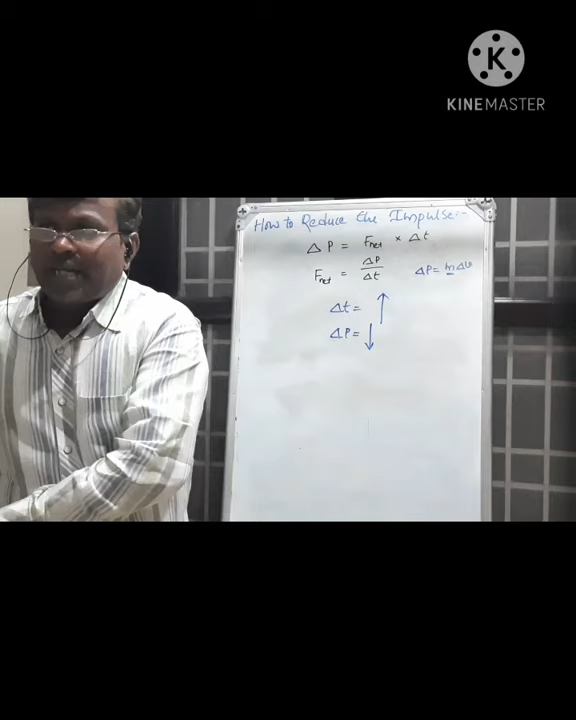 KINEMASTER
How to Reduce the Impulse:-
ΔP = Fnet × Δt
Fnet = ΔP/Δt
ΔP = mΔv
Δt = ↑
ΔP = ↓